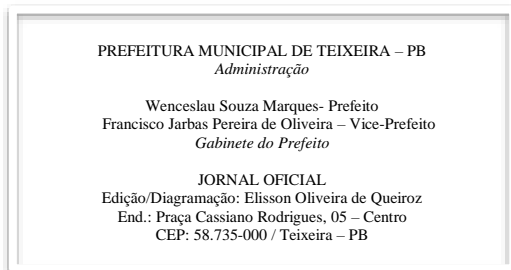 PREFEITURA MUNICIPAL DE TEIXEIRA – PB
Administração
Wenceslau Souza Marques- Prefeito
Francisco Jarbas Pereira de Oliveira – Vice-Prefeito
Gabinete do Prefeito
JORNAL OFICIAL
Edição/Diagramação: Elisson Oliveira de Queiroz
End.: Praça Cassiano Rodrigues, 05 – Centro
CEP: 58.735-000 / Teixeira – PB